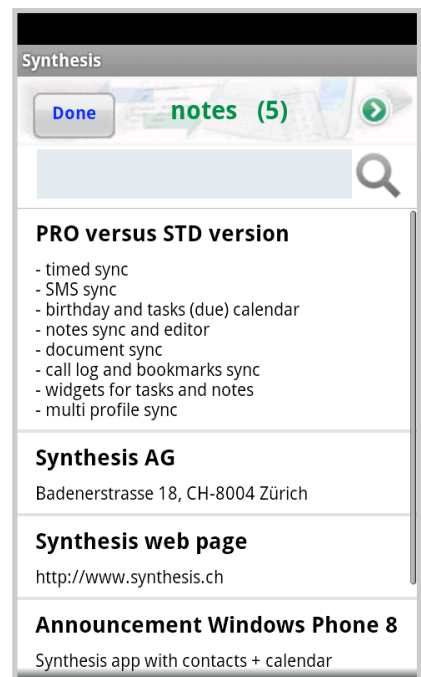 Synthesis
Done
notes (5)
PRO versus STD version
- timed sync
- SMS sync
- birthday and tasks (due) calendar
- notes sync and editor
- document sync
- call log and bookmarks sync
- widgets for tasks and notes
- multi profile sync
Synthesis AG
Badenerstrasse 18, CH-8004 Zürich
Synthesis web page
http://www.synthesis.ch
Announcement Windows Phone 8
Synthesis app with contacts + calendar